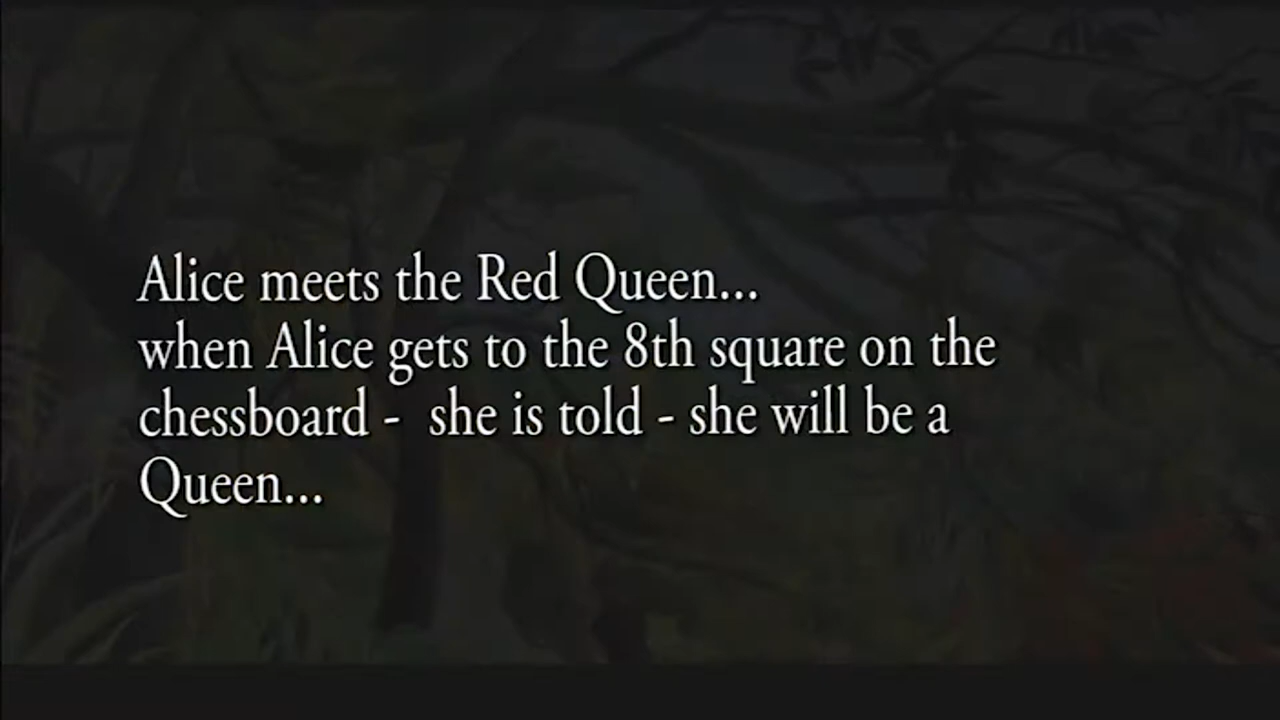 Alice meets the Red Queen...
when Alice gets to the 8th square on the
chessboard -  she is told - she will be a
Queen...